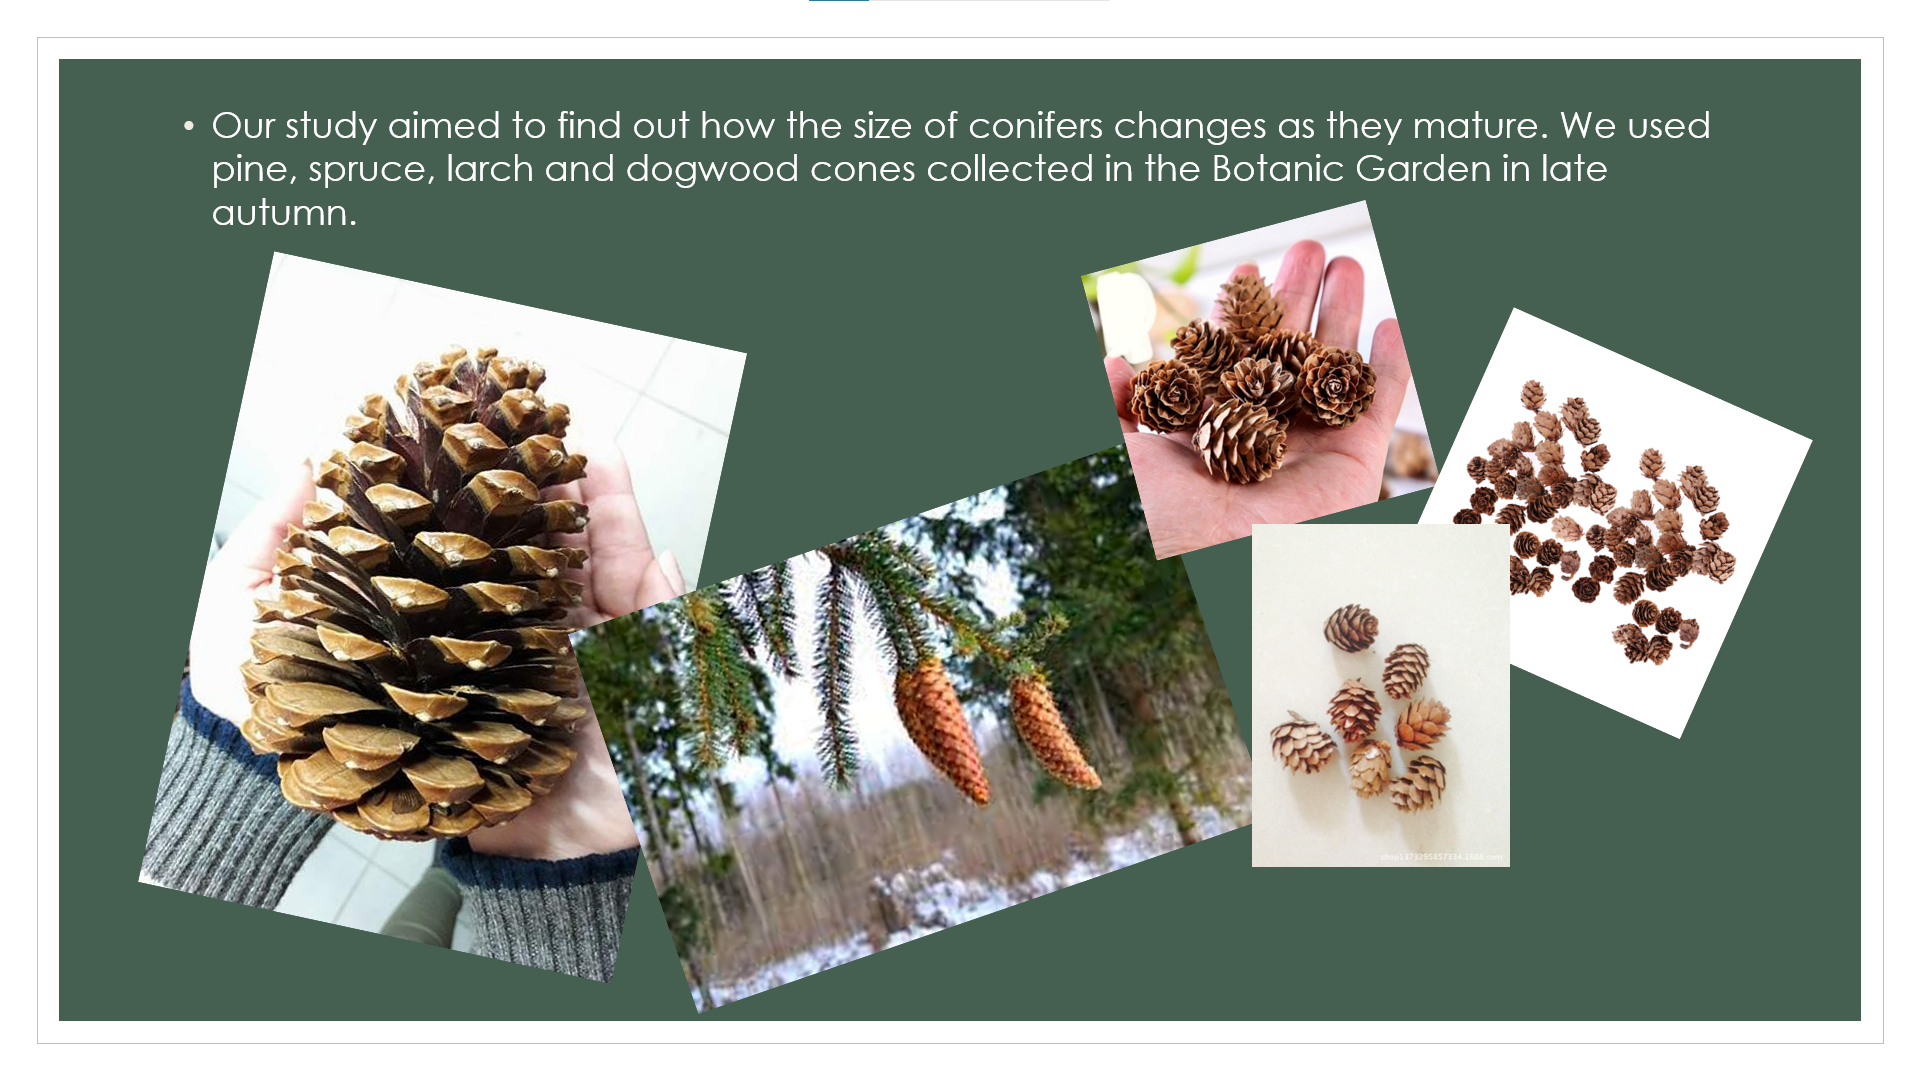 • Our study aimed to find out how the size of conifers changes as they mature. We used
pine, spruce, larch and dogwood cones collected in the Botanic Garden in late
autumn.